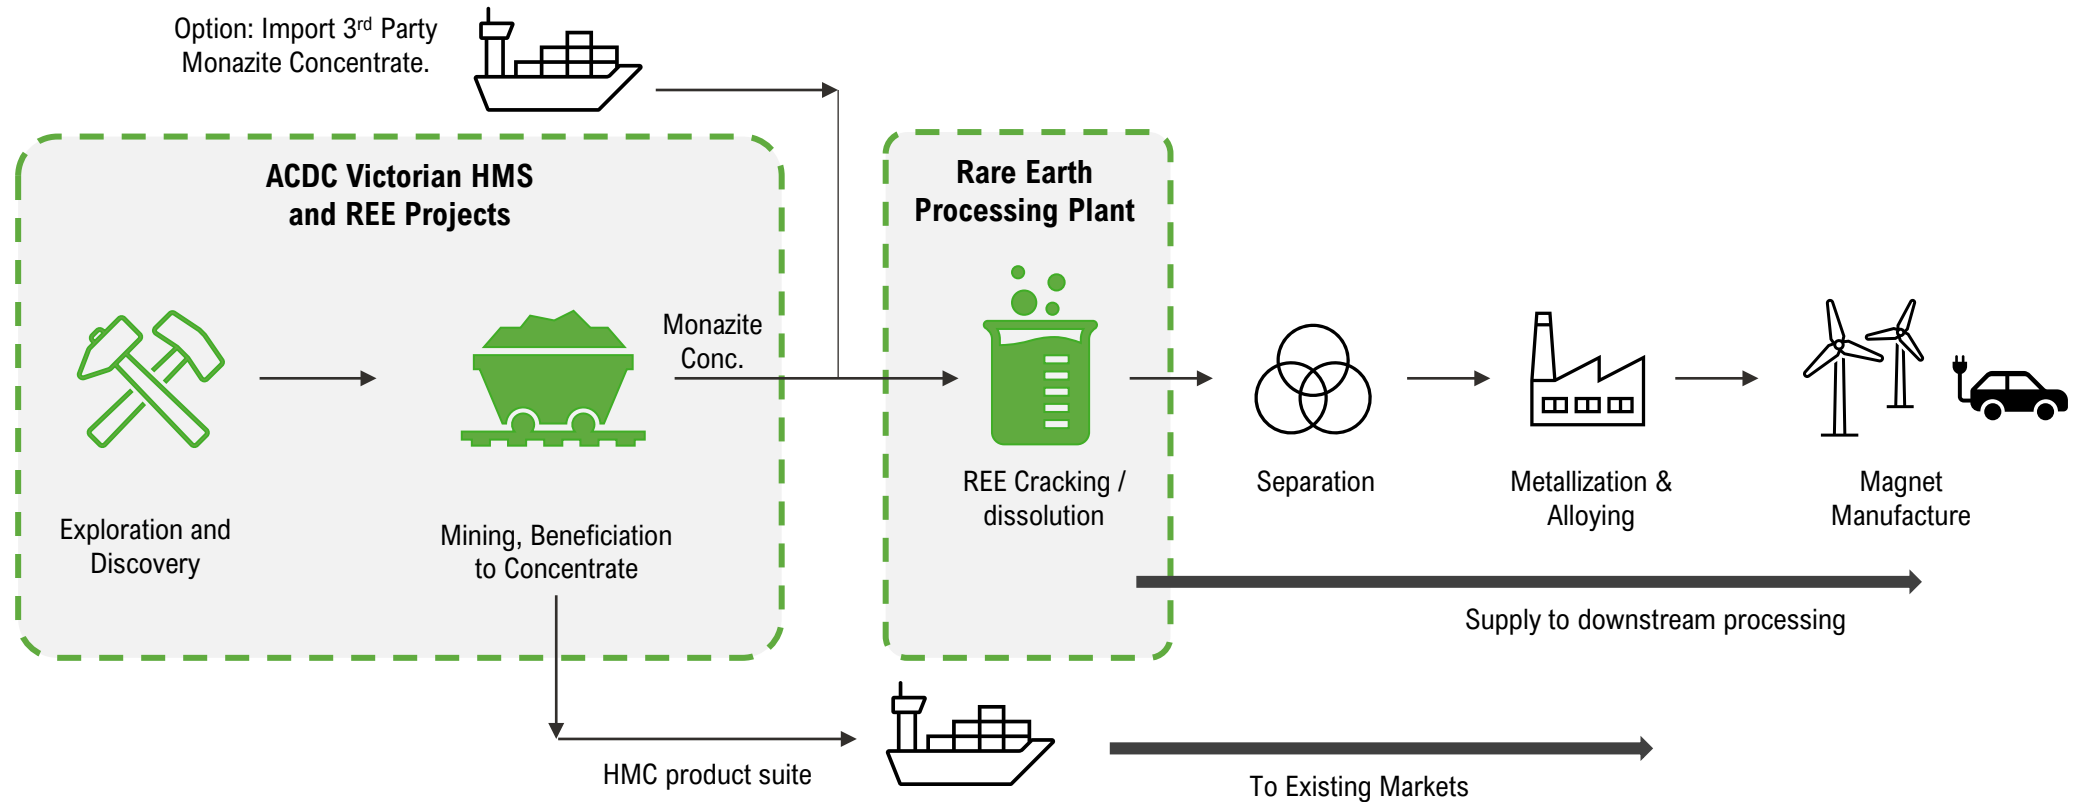 Option: Import 3rd Party
Monazite Concentrate.
ACDC Victorian HMS
and REE Projects
Rare Earth
Processing Plant
Monazite
Conc.
Exploration and
Discovery
Mining, Beneficiation
to Concentrate
REE Cracking /
dissolution
Separation
Metallization &
Alloying
Magnet
Manufacture
Supply to downstream processing
HMC product suite
To Existing Markets